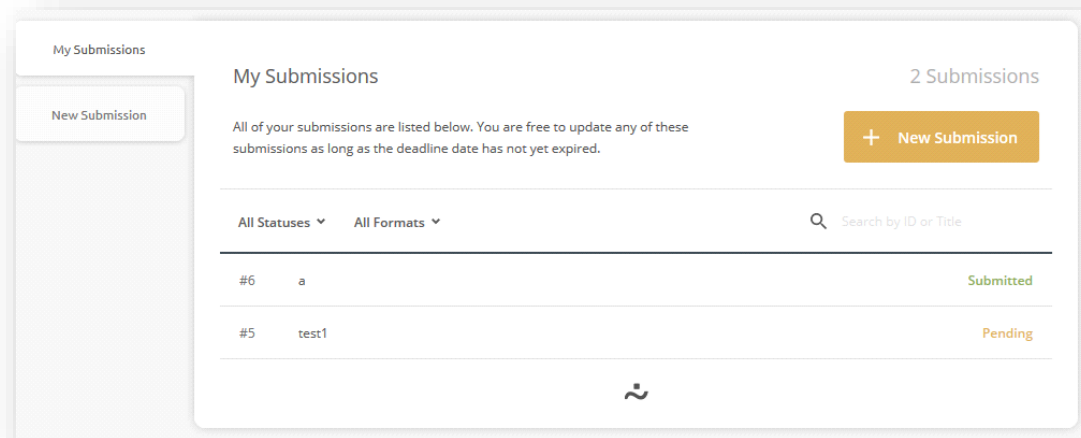 My Submissions
New Submission
My Submissions
2 Submissions
All of your submissions are listed below. You are free to update any of these
submissions as long as the deadline date has not yet expired.
+ New Submission
All Statuses
All Formats
Search by ID or Title
#6 a Submitted
#5 test1 Pending